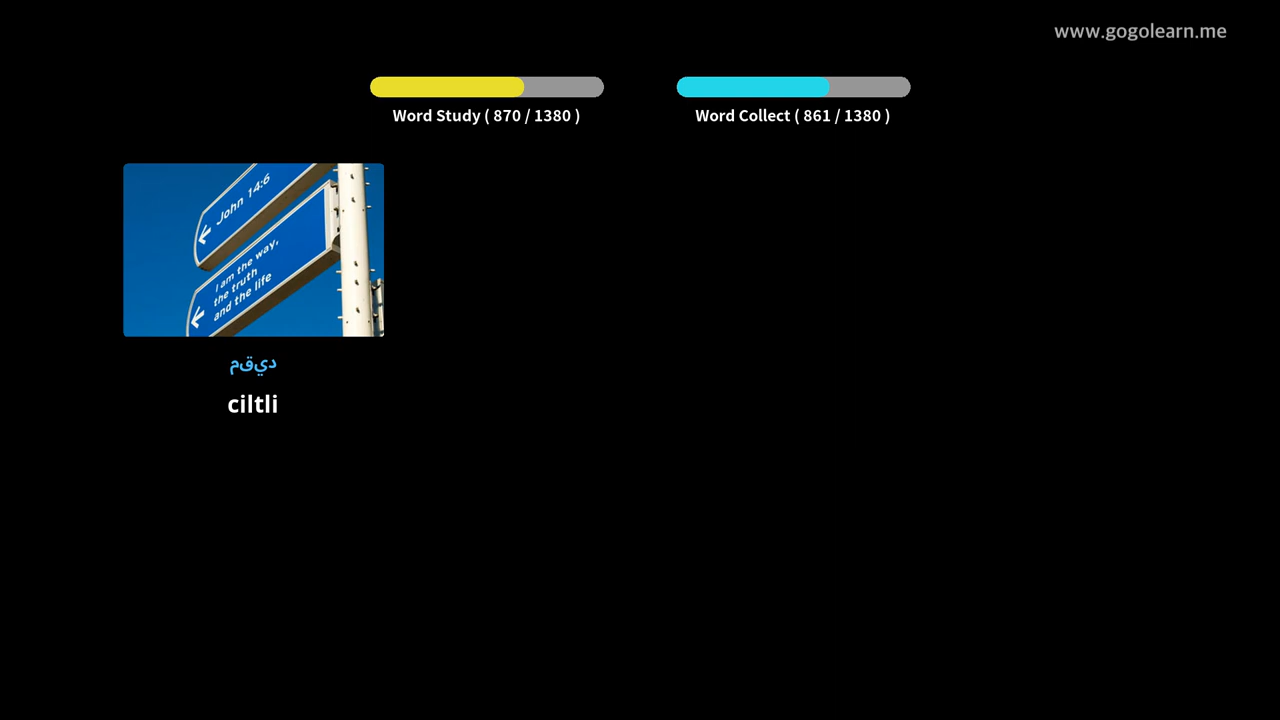 www.gogolearn.me
Word Study ( 870 / 1380 )
Word Collect ( 861 / 1380 )
John 14:6
I am the way,
the truth
and the life
ديقم
ciltli